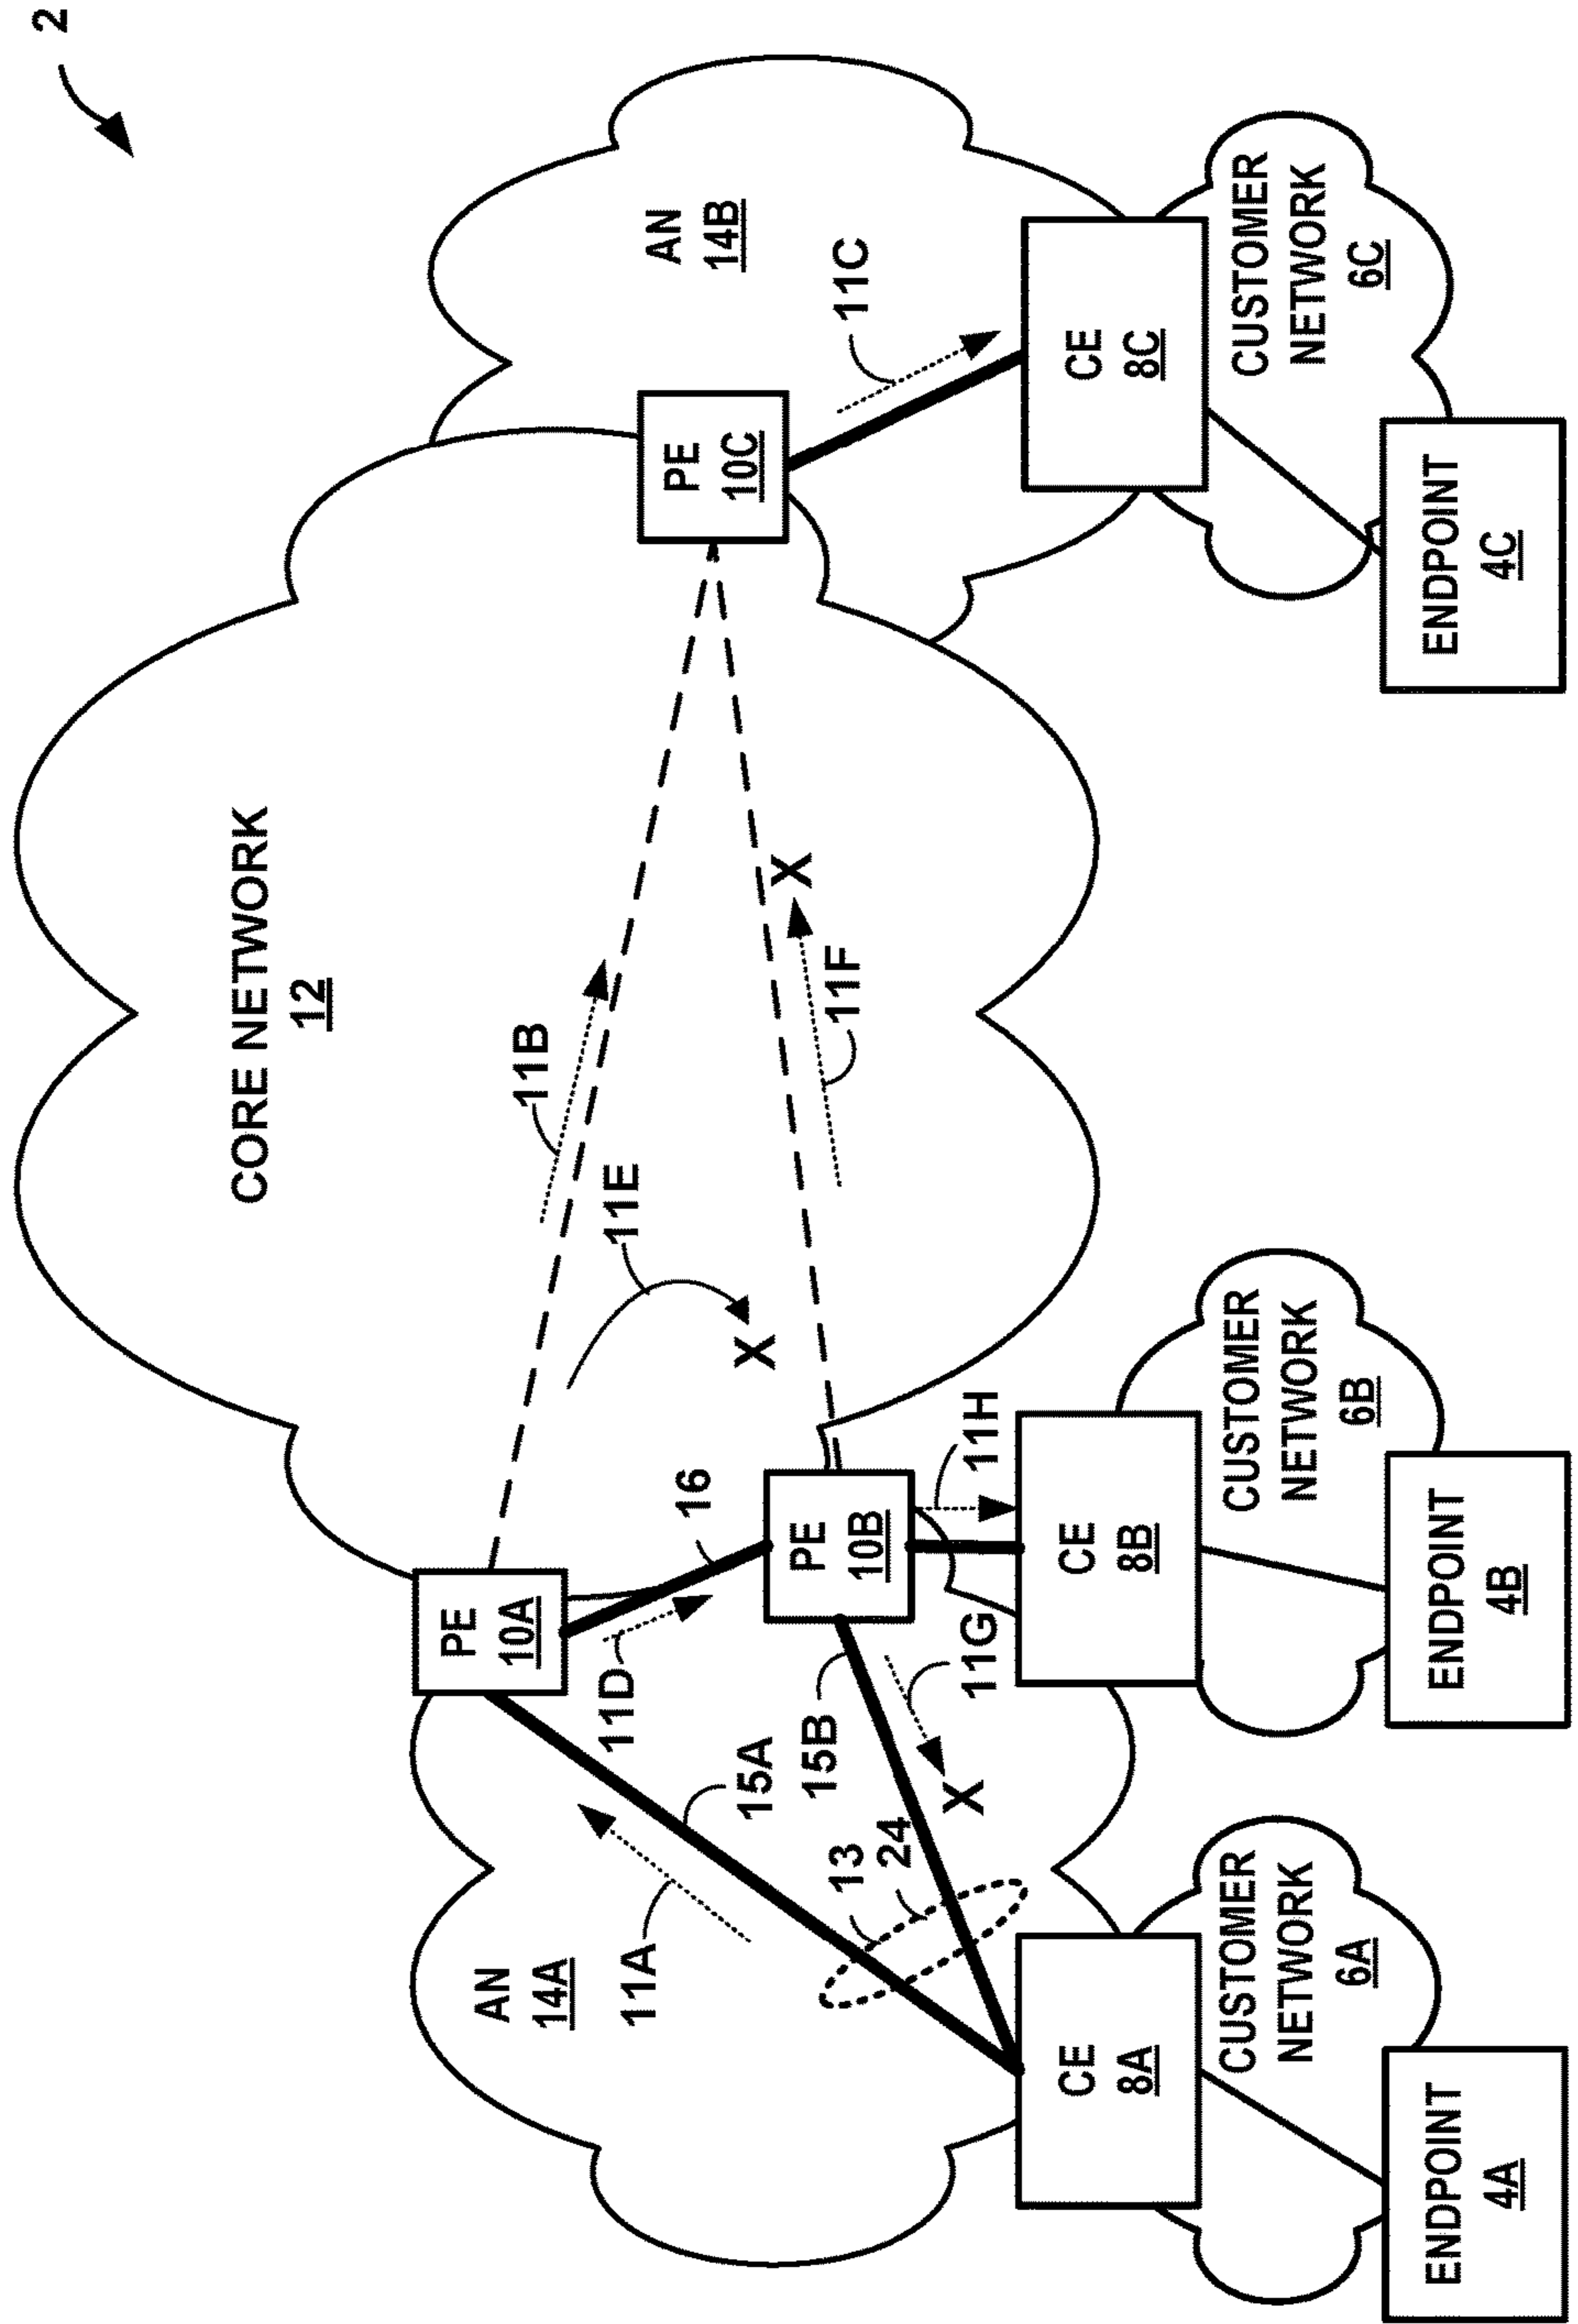 2
CORE NETWORK
12
AN
14B
11C
PE
10C
11B
11E
11F
X
X
PE
10A
16
11D
PE
10B
11H
11G
X
15A
15B
AN
14A
11A
13
24
CE
8A
CE
8B
CE
8C
CUSTOMER
NETWORK
6A
CUSTOMER
NETWORK
6B
CUSTOMER
NETWORK
6C
ENDPOINT
4A
ENDPOINT
4B
ENDPOINT
4C